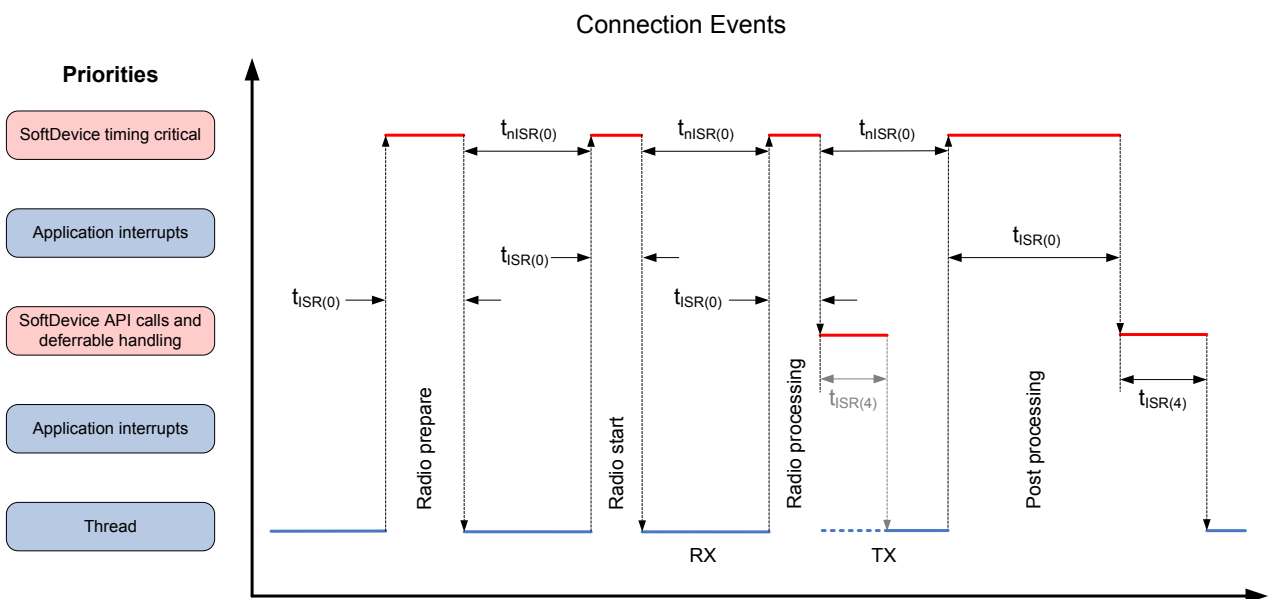 Connection Events
Priorities
SoftDevice timing critical
Application interrupts
SoftDevice API calls and
deferrable handling
Application interrupts
Thread
tnISR(0)
tnISR(0)
tnISR(0)
tISR(0)
tISR(0)
tISR(0)
tISR(0)
tISR(4)
tISR(4)
Radio prepare
Radio start
Radio processing
Post processing
RX
TX